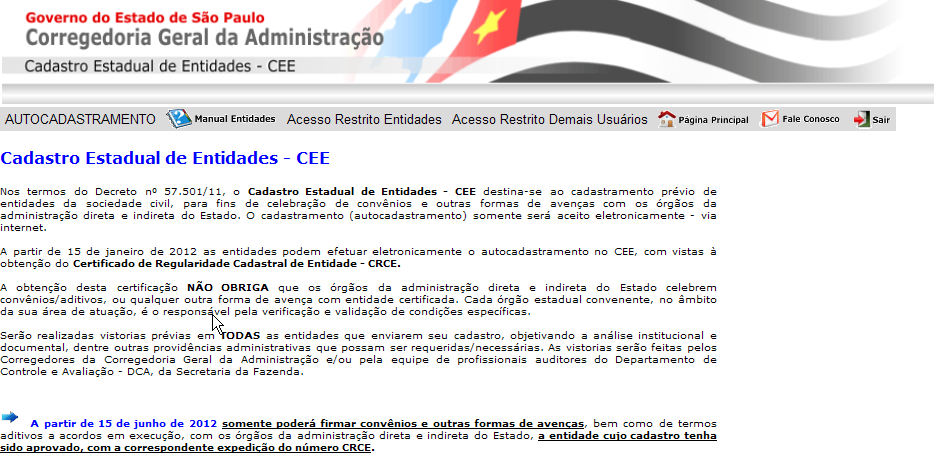 Governo do Estado de São Paulo
Corregedoria Geral da Administração
Cadastro Estadual de Entidades - CEE
AUTOCADASTRAMENTO Manual Entidades Acesso Restrito Entidades Acesso Restrito Demais Usuários Página Principal Fale Conosco Sair
Cadastro Estadual de Entidades - CEE
Nos termos do Decreto nº 57.501/11, o Cadastro Estadual de Entidades - CEE destina-se ao cadastramento prévio de
entidades da sociedade civil, para fins de celebração de convênios e outras formas de avenças com os órgãos da
administração direta e indireta do Estado. O cadastramento (autocadastramento) somente será aceito eletronicamente - via
internet.
A partir de 15 de janeiro de 2012 as entidades podem efetuar eletronicamente o autocadastramento no CEE, com vistas à
obtenção do Certificado de Regularidade Cadastral de Entidade - CRCE.
A obtenção desta certificação NÃO OBRIGA que os órgãos da administração direta e indireta do Estado celebrem
convênios/aditivos, ou qualquer outra forma de avença com entidade certificada. Cada órgão estadual convenente, no âmbito
da sua área de atuação, é o responsável pela verificação e validação de condições específicas.
Serão realizadas vistorias prévias em TODAS as entidades que enviarem seu cadastro, objetivando a análise institucional e
documental, dentre outras providências administrativas que possam ser requeridas/necessárias. As vistorias serão feitas pelos
Corregedores da Corregedoria Geral da Administração e/ou pela equipe de profissionais auditores do Departamento de
Controle e Avaliação - DCA, da Secretaria da Fazenda.
A partir de 15 de junho de 2012 somente poderá firmar convênios e outras formas de avenças, bem como de termos
aditivos a acordos em execução, com os órgãos da administração direta e indireta do Estado, a entidade cujo cadastro tenha
sido aprovado, com a correspondente expedição do número CRCE.